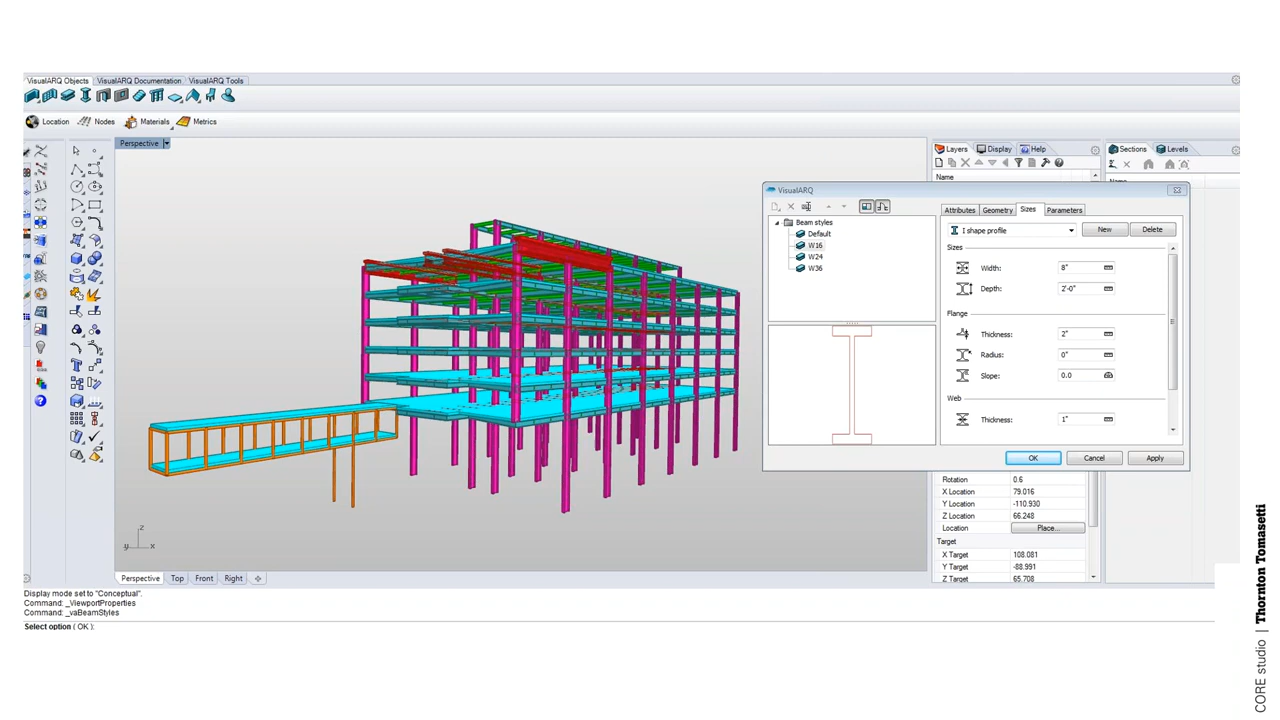 VisualARQ Objects VisualARQ Documentation VisualARQ Tools
Location Nodes Materials Metrics
Perspective
Layers Display Help
Sections Levels
Name
VisualARQ
Beam styles
Default
W16
W24
W36
Attributes Geometry Sizes Parameters
I shape profile New Delete
Sizes
Width: 8"
Depth: 2'-0"
Flange
Thickness: 2"
Radius: 0"
Slope: 0.0
Web
Thickness: 1"
OK Cancel Apply
Rotation 0.6
X Location 79.016
Y Location -110.930
Z Location 66.248
Location Place...
Target
X Target 108.081
Y Target -88.991
Z Target 65.708
z
y x
Perspective Top Front Right
Display mode set to "Conceptual".
Command: _ViewportProperties
Command: _vaBeamStyles
Select option ( OK ):
CORE studio | Thornton Tomasetti